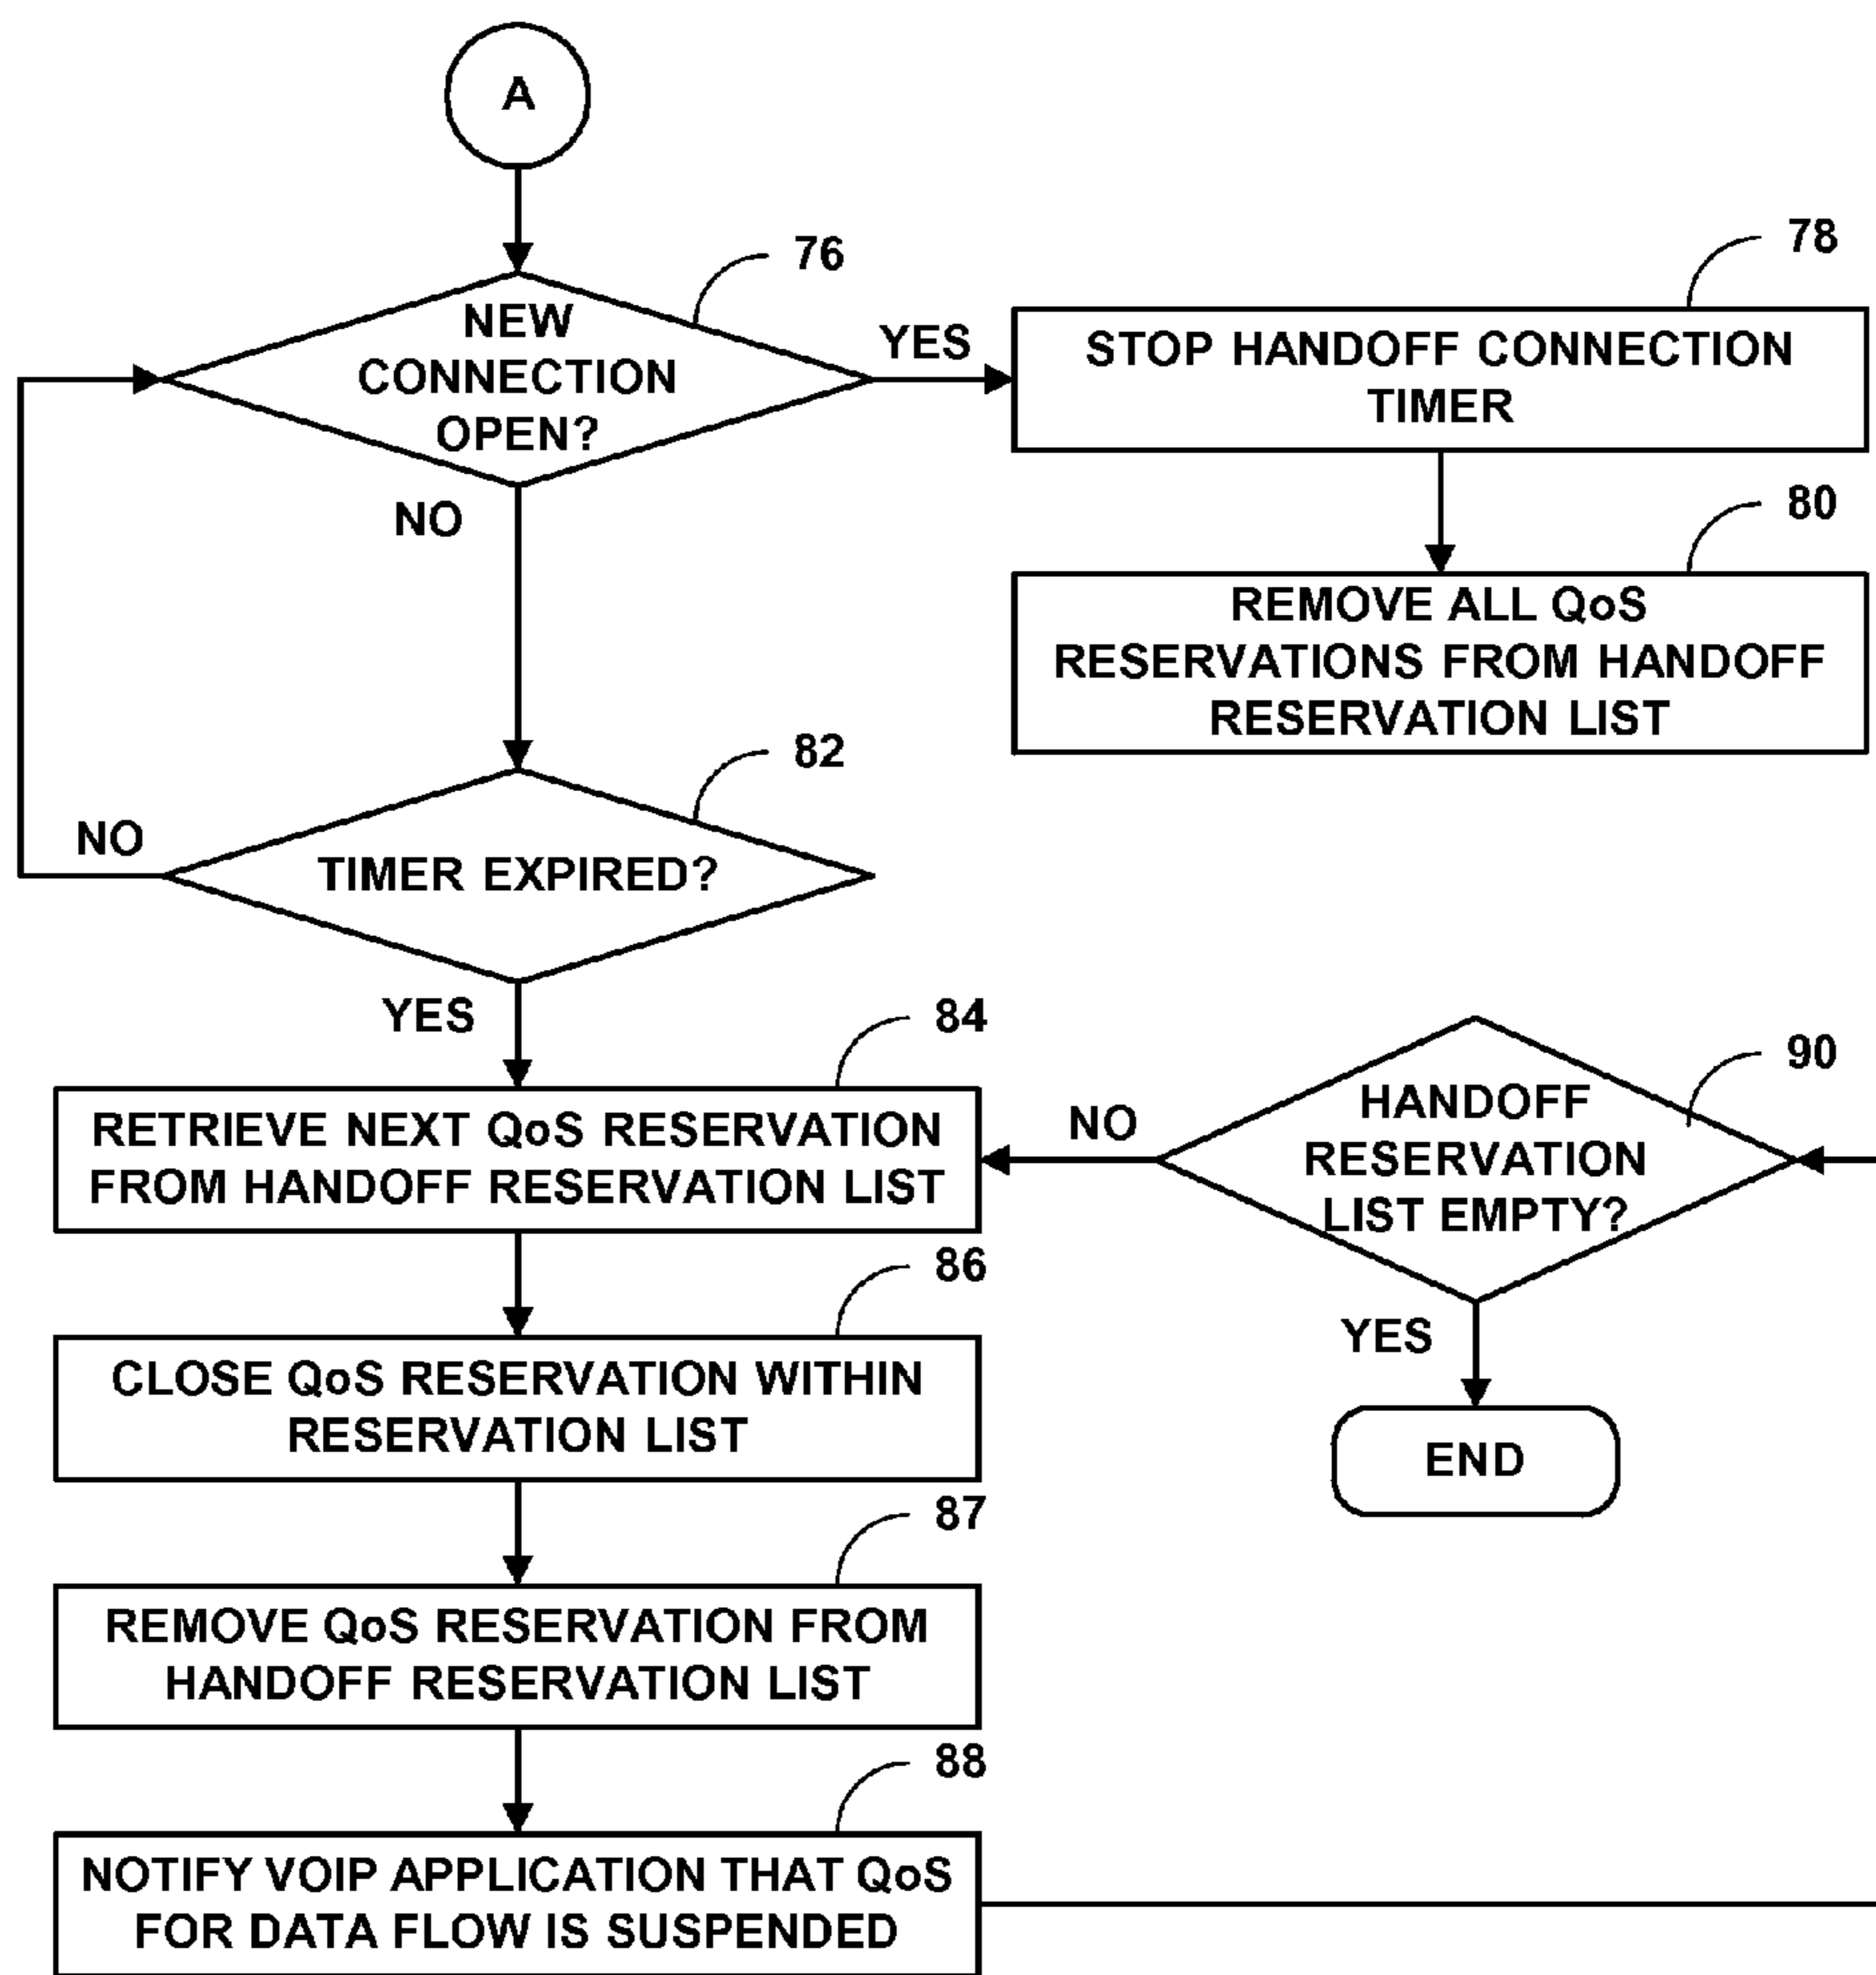 A
76
NEW
CONNECTION
OPEN?
YES
NO
78
STOP HANDOFF CONNECTION
TIMER
80
REMOVE ALL QoS
RESERVATIONS FROM HANDOFF
RESERVATION LIST
82
TIMER EXPIRED?
NO
YES
84
RETRIEVE NEXT QoS RESERVATION
FROM HANDOFF RESERVATION LIST
86
CLOSE QoS RESERVATION WITHIN
RESERVATION LIST
87
REMOVE QoS RESERVATION FROM
HANDOFF RESERVATION LIST
88
NOTIFY VOIP APPLICATION THAT QoS
FOR DATA FLOW IS SUSPENDED
90
HANDOFF
RESERVATION
LIST EMPTY?
NO
YES
END